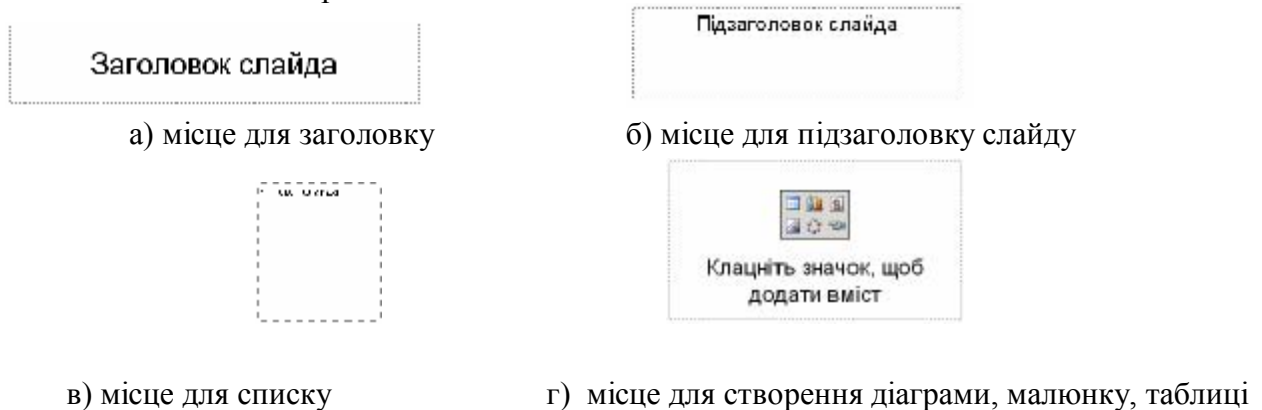 Заголовок слайда
Підзаголовок слайда
а) місце для заголовку
б) місце для підзаголовку слайду
Клацніть значок, щоб
додати вміст
в) місце для списку
г) місце для створення діаграми, малюнку, таблиці